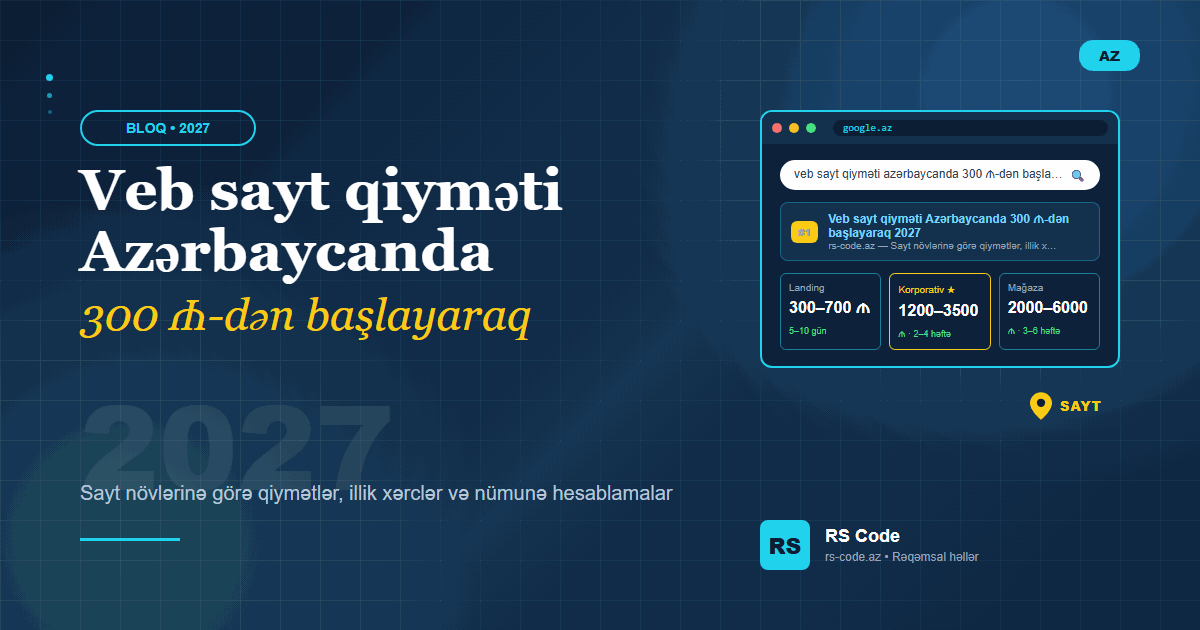 AZ
BLOQ • 2027
Veb sayt qiyməti
Azərbaycanda
300 ₼-dən başlayaraq
2027
Sayt növlərinə görə qiymətlər, illik xərclər və nümunə hesablamalar
google.az
veb sayt qiyməti azərbaycanda 300 ₼-dən başla...
#1
Veb sayt qiyməti Azərbaycanda 300 ₼-dən
başlayaraq 2027
rs-code.az — Sayt növlərinə görə qiymətlər, illik x...
Landing
300–700 ₼
5–10 gün
Korporativ ★
1200–3500
₼ · 2–4 həftə
Mağaza
2000–6000
₼ · 3–6 həftə
SAYT
RS
RS Code
rs-code.az • Rəqəmsal həllər